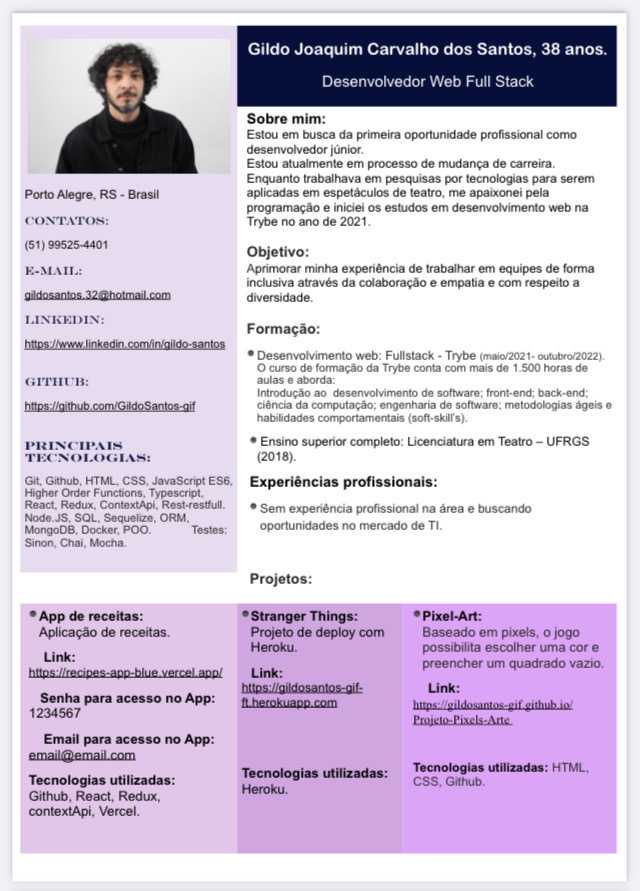 Gildo Joaquim Carvalho dos Santos, 38 anos.
Desenvolvedor Web Full Stack
Porto Alegre, RS - Brasil
CONTATOS:
(51) 99525-4401
E-MAIL:
gildosantos.32@hotmail.com
LINKEDIN:
https://www.linkedin.com/in/gildo-santos
GITHUB:
https://github.com/GildoSantos-gif
PRINCIPAIS
TECNOLOGIAS:
Git, Github, HTML, CSS, JavaScript ES6,
Higher Order Functions, Typescript,
React, Redux, ContextApi, Rest-restfull.
Node.JS, SQL, Sequelize, ORM,
MongoDB, Docker, POO. Testes:
Sinon, Chai, Mocha.
Sobre mim:
Estou em busca da primeira oportunidade profissional como
desenvolvedor júnior.
Estou atualmente em processo de mudança de carreira.
Enquanto trabalhava em pesquisas por tecnologias para serem
aplicadas em espetáculos de teatro, me apaixonei pela
programação e iniciei os estudos em desenvolvimento web na
Trybe no ano de 2021.
Objetivo:
Aprimorar minha experiência de trabalhar em equipes de forma
inclusiva através da colaboração e empatia e com respeito a
diversidade.
Formação:
Desenvolvimento web: Fullstack - Trybe (maio/2021- outubro/2022).
O curso de formação da Trybe conta com mais de 1.500 horas de
aulas e aborda:
Introdução ao desenvolvimento de software; front-end; back-end;
ciência da computação; engenharia de software; metodologias ágeis e
habilidades comportamentais (soft-skill's).
Ensino superior completo: Licenciatura em Teatro – UFRGS
(2018).
Experiências profissionais:
Sem experiência profissional na área e buscando
oportunidades no mercado de TI.
Projetos:
App de receitas:
Aplicação de receitas.
Link:
https://recipes-app-blue.vercel.app/
Senha para acesso no App:
1234567
Email para acesso no App:
email@email.com
Tecnologias utilizadas:
Github, React, Redux,
contextApi, Vercel.
Stranger Things:
Projeto de deploy com
Heroku.
Link:
https://gildosantos-gif-
ft.herokuapp.com
Tecnologias utilizadas:
Heroku.
Pixel-Art:
Baseado em pixels, o jogo
possibilita escolher uma cor e
preencher um quadrado vazio.
Link:
https://gildosantos-gif.github.io/
Projeto-Pixels-Arte
Tecnologias utilizadas: HTML,
CSS, Github.